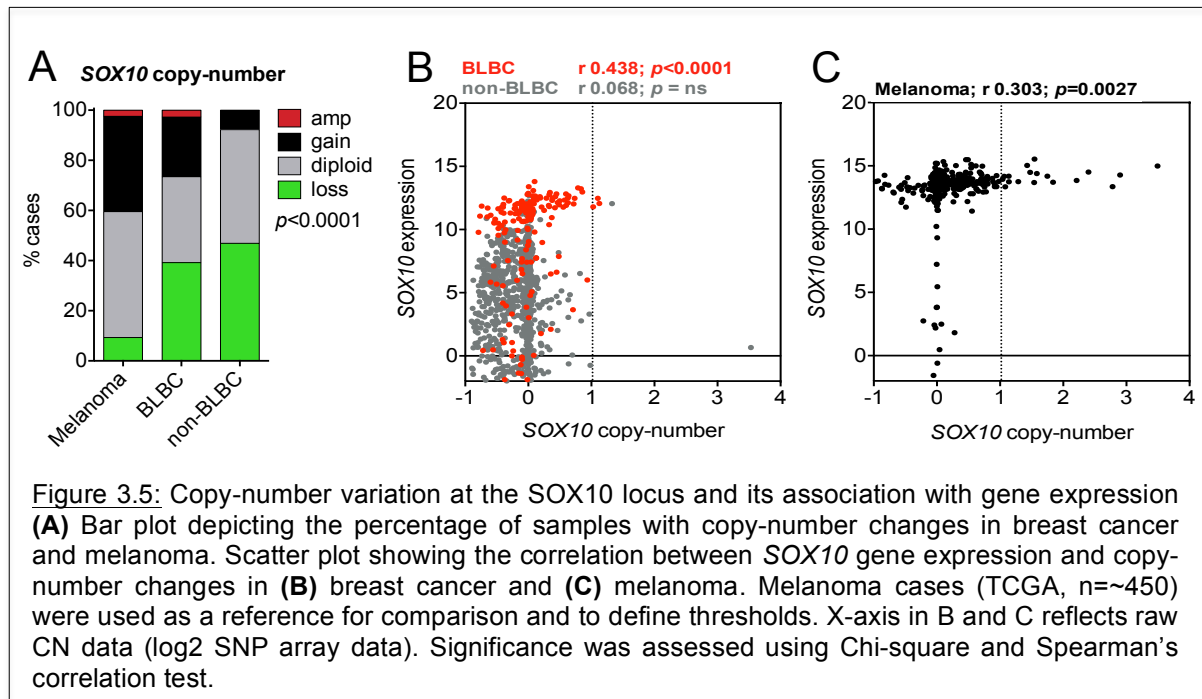 A
SOX10 copy-number
100
80
60
40
20
0
% cases
Melanoma
BLBC
non-BLBC
amp
gain
diploid
loss
p<0.0001
B
BLBC r 0.438; p<0.0001
non-BLBC r 0.068; p = ns
20
15
10
5
0
SOX10 expression
-1 0 1 2 3 4
SOX10 copy-number
C
Melanoma; r 0.303; p=0.0027
20
15
10
5
0
SOX10 expression
-1 0 1 2 3 4
SOX10 copy-number
Figure 3.5: Copy-number variation at the SOX10 locus and its association with gene expression
(A) Bar plot depicting the percentage of samples with copy-number changes in breast cancer
and melanoma. Scatter plot showing the correlation between SOX10 gene expression and copy-
number changes in (B) breast cancer and (C) melanoma. Melanoma cases (TCGA, n=~450)
were used as a reference for comparison and to define thresholds. X-axis in B and C reflects raw
CN data (log2 SNP array data). Significance was assessed using Chi-square and Spearman's
correlation test.